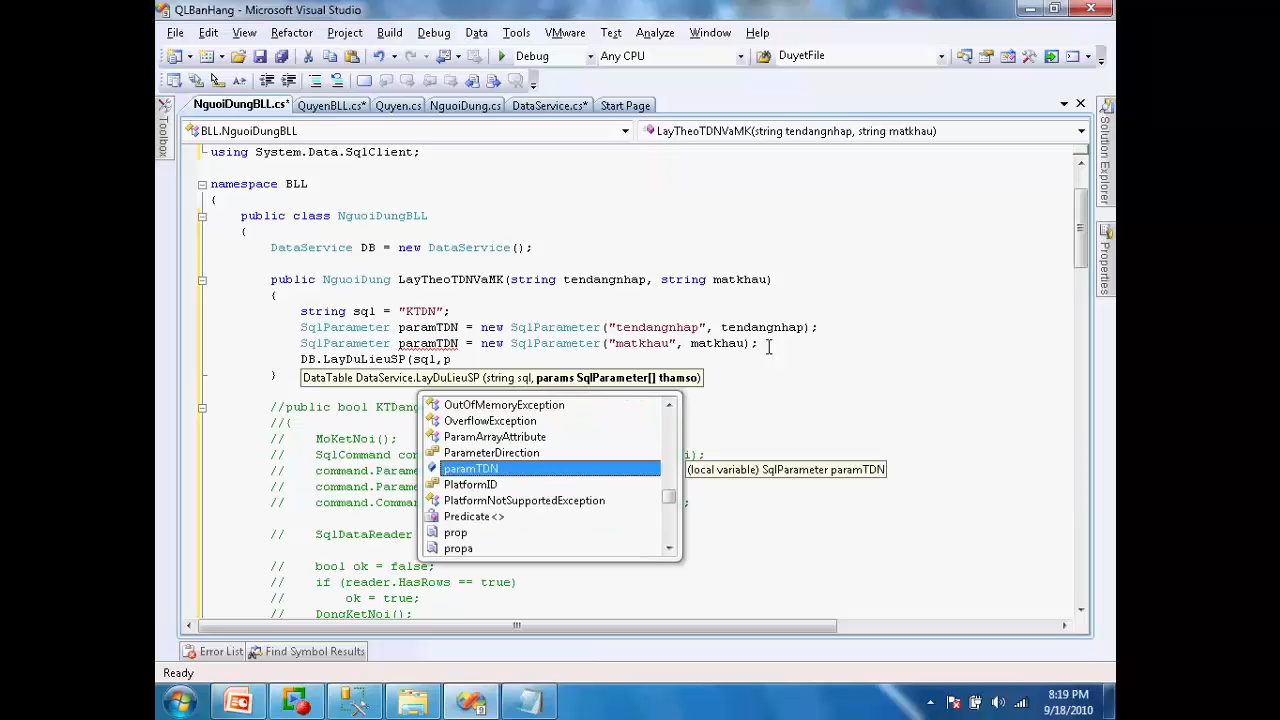 QLBanHang - Microsoft Visual Studio
File Edit View Refactor Project Build Debug Data Tools VMware Test Analyze Window Help
Debug Any CPU DuyetFile
NguoiDungBLL.cs* QuyenBLL.cs* Quyen.cs NguoiDung.cs DataService.cs* Start Page
BLL.NguoiDungBLL LayTheoTDNVaMK(string tendangnhap, string matkhau)
Toolbox
Solution Explorer
Properties
using System.Data.SqlClient;
namespace BLL
{
public class NguoiDungBLL
{
DataService DB = new DataService();
public NguoiDung LayTheoTDNVaMK(string tendangnhap, string matkhau)
{
string sql = "KTDN";
SqlParameter paramTDN = new SqlParameter("tendangnhap", tendangnhap);
SqlParameter paramTDN = new SqlParameter("matkhau", matkhau);
DB.LayDuLieuSP(sql,p
} DataTable DataService.LayDuLieuSP (string sql, params SqlParameter[] thamso)
OutOfMemoryException
OverflowException
ParamArrayAttribute
ParameterDirection
paramTDN
(local variable) SqlParameter paramTDN
PlatformID
PlatformNotSupportedException
Predicate<>
prop
propa
//public bool KTDang
//{
// MoKetNoi();
// SqlCommand com i);
// command.Parame
// command.Parame
// command.Comma ;
// SqlDataReader
// bool ok = false;
// if (reader.HasRows == true)
// ok = true;
// DongKetNoi();
Error List Find Symbol Results
Ready
8:19 PM
9/18/2010